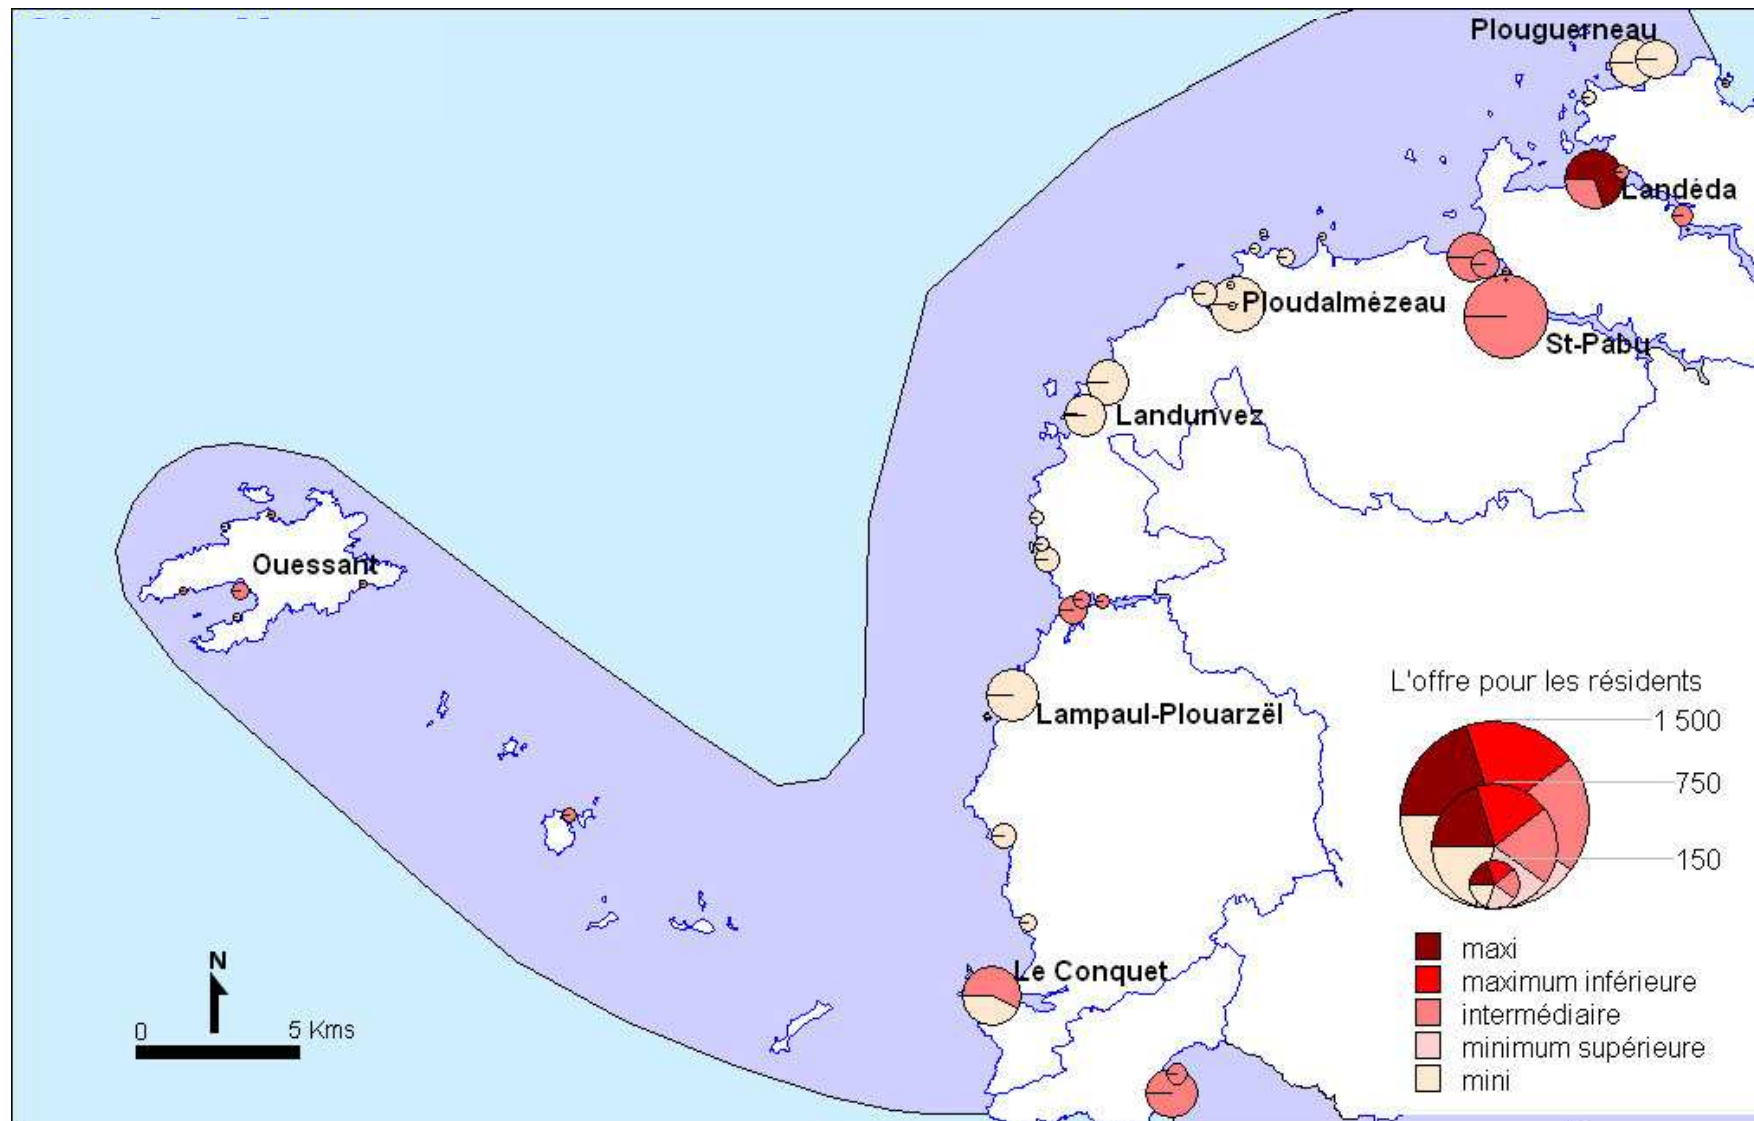 Plouguerneau
Landéda
Ploudalmézeau
St-Pabu
Landunvez
Ouessant
Lampaul-Plouarzël
Le Conquet
L'offre pour les résidents
1 500
750
150
maxi
maximum inférieure
intermédiaire
minimum supérieure
mini
N
0 5 Kms